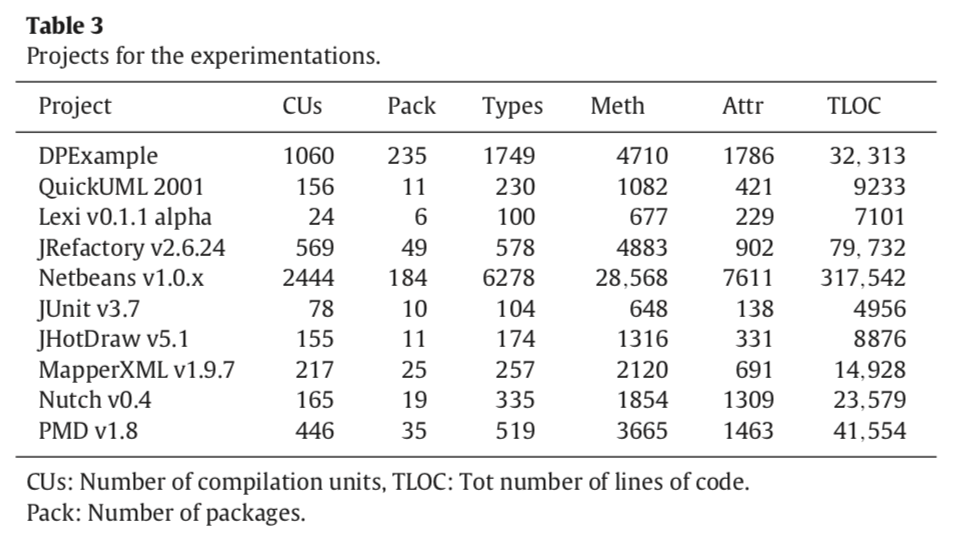 Table 3
Projects for the experimentations.
Project CUs Pack Types Meth Attr TLOC
DPExample 1060 235 1749 4710 1786 32, 313
QuickUML 2001 156 11 230 1082 421 9233
Lexi v0.1.1 alpha 24 6 100 677 229 7101
JRefactory v2.6.24 569 49 578 4883 902 79, 732
Netbeans v1.0.x 2444 184 6278 28,568 7611 317,542
JUnit v3.7 78 10 104 648 138 4956
JHotDraw v5.1 155 11 174 1316 331 8876
MapperXML v1.9.7 217 25 257 2120 691 14,928
Nutch v0.4 165 19 335 1854 1309 23,579
PMD v1.8 446 35 519 3665 1463 41,554
CUs: Number of compilation units, TLOC: Tot number of lines of code.
Pack: Number of packages.